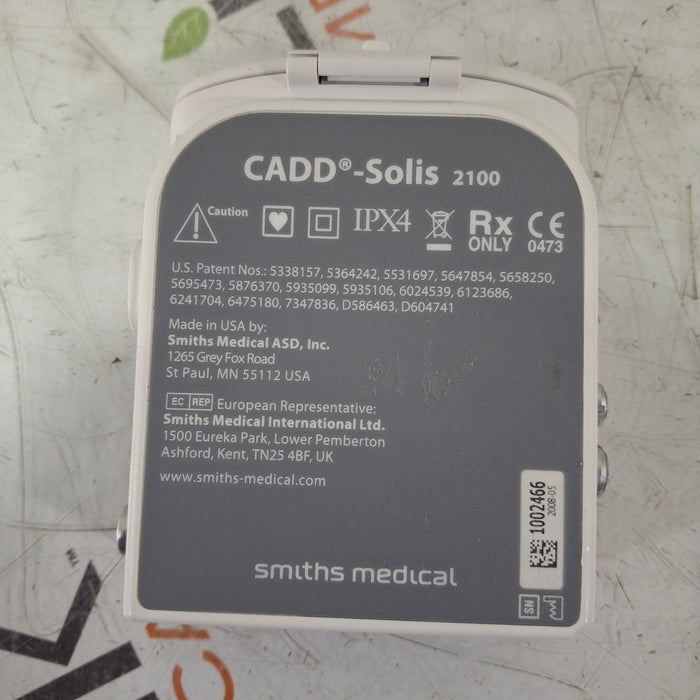 CADD®-Solis 2100
Caution
IPX4
Rx
ONLY
CE
0473
U.S. Patent Nos.: 5338157, 5364242, 5531697, 5647854, 5658250,
5695473, 5876370, 5935099, 5935106, 6024539, 6123686,
6241704, 6475180, 7347836, D586463, D604741
Made in USA by:
Smiths Medical ASD, Inc.
1265 Grey Fox Road
St Paul, MN 55112 USA
EC REP European Representative:
Smiths Medical International Ltd.
1500 Eureka Park, Lower Pemberton
Ashford, Kent, TN25 4BF, UK
www.smiths-medical.com
1002466
2008-05
smiths medical
SN